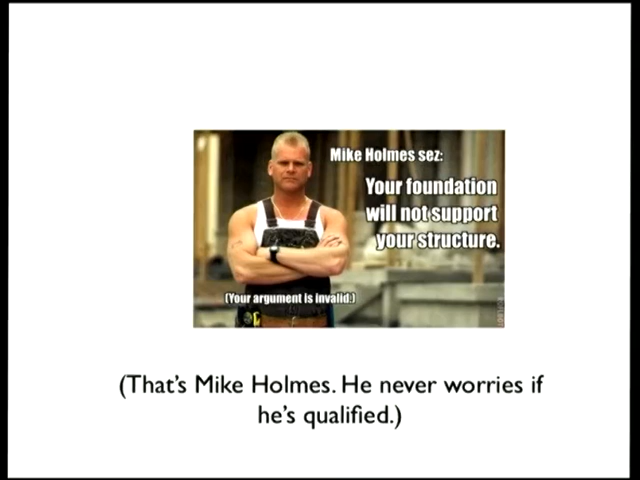 Mike Holmes sez:
Your foundation
will not support
your structure.
(Your argument is invalid.)
(That's Mike Holmes. He never worries if
he's qualified.)